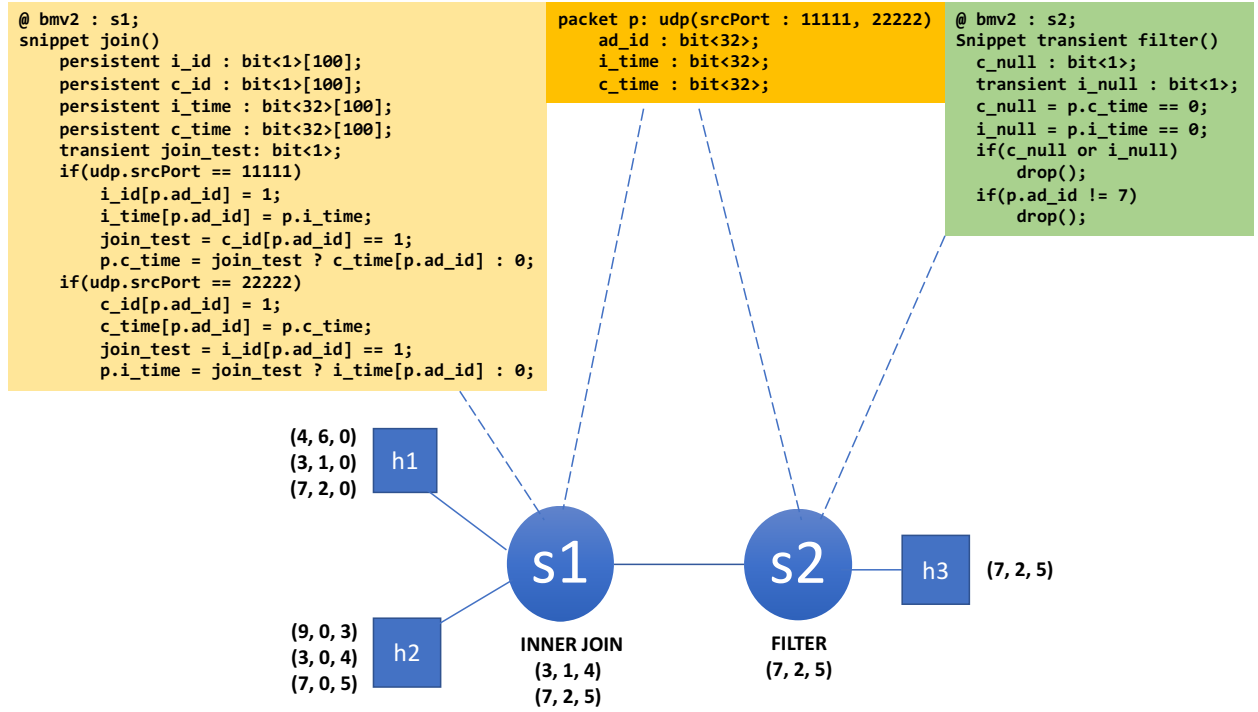 @ bmv2 : s1;
snippet join()
    persistent i_id : bit<1>[100];
    persistent c_id : bit<1>[100];
    persistent i_time : bit<32>[100];
    persistent c_time : bit<32>[100];
    transient join_test: bit<1>;
    if(udp.srcPort == 11111)
        i_id[p.ad_id] = 1;
        i_time[p.ad_id] = p.i_time;
        join_test = c_id[p.ad_id] == 1;
        p.c_time = join_test ? c_time[p.ad_id] : 0;
    if(udp.srcPort == 22222)
        c_id[p.ad_id] = 1;
        c_time[p.ad_id] = p.c_time;
        join_test = i_id[p.ad_id] == 1;
        p.i_time = join_test ? i_time[p.ad_id] : 0;
packet p: udp(srcPort : 11111, 22222)
    ad_id : bit<32>;
    i_time : bit<32>;
    c_time : bit<32>;
@ bmv2 : s2;
Snippet transient filter()
  c_null : bit<1>;
  transient i_null : bit<1>;
  c_null = p.c_time == 0;
  i_null = p.i_time == 0;
  if(c_null or i_null)
      drop();
  if(p.ad_id != 7)
      drop();
(4, 6, 0)
(3, 1, 0)
(7, 2, 0)
h1
(9, 0, 3)
(3, 0, 4)
(7, 0, 5)
h2
s1
INNER JOIN
(3, 1, 4)
(7, 2, 5)
s2
FILTER
(7, 2, 5)
h3
(7, 2, 5)